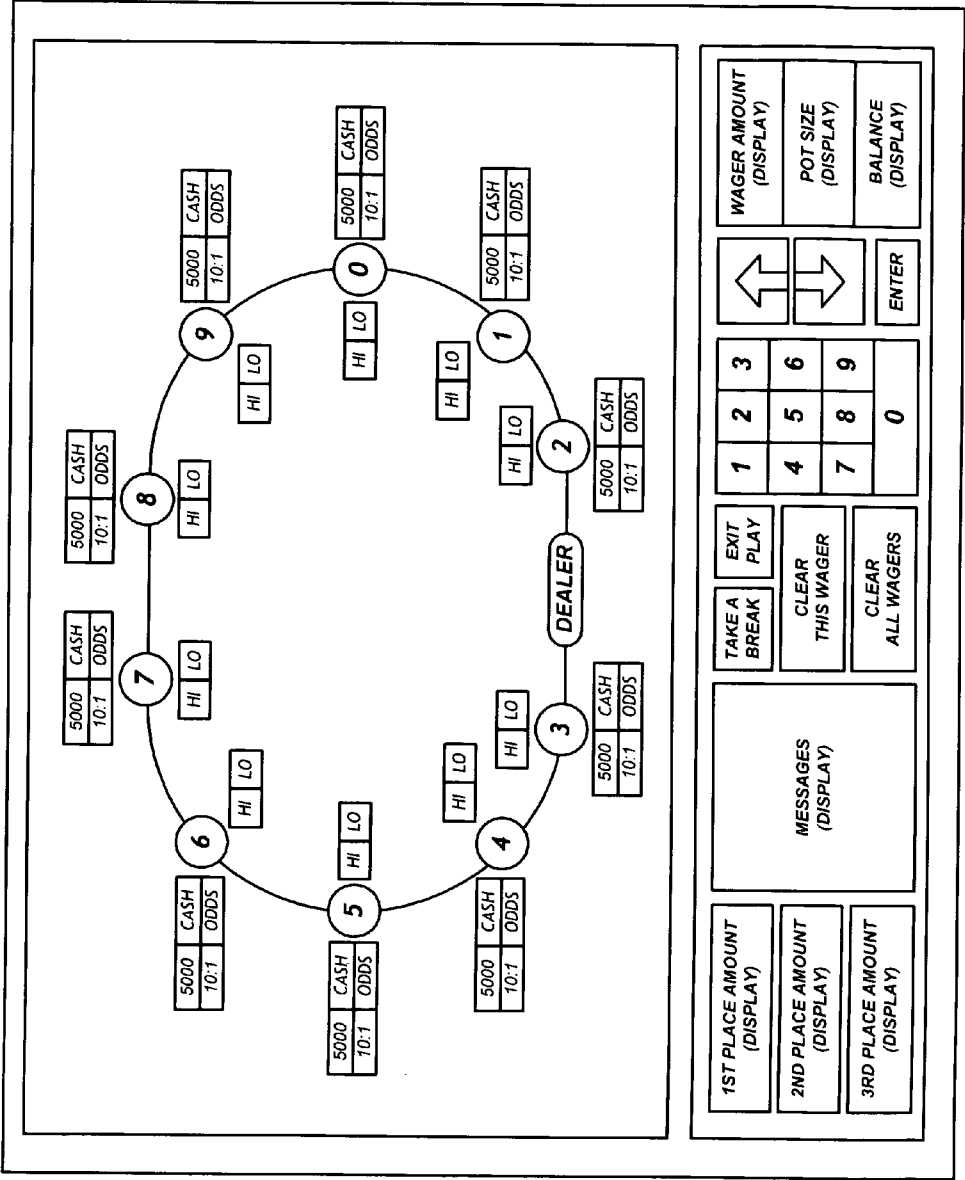 5000 CASH
10:1 ODDS
7
HI LO
5000 CASH
10:1 ODDS
8
HI LO
5000 CASH
10:1 ODDS
6
HI LO
5000 CASH
10:1 ODDS
9
HI LO
5000 CASH
10:1 ODDS
5
HI LO
HI LO
0
5000 CASH
10:1 ODDS
5000 CASH
10:1 ODDS
4
HI LO
HI LO
1
5000 CASH
10:1 ODDS
HI LO
3
5000 CASH
10:1 ODDS
DEALER
HI LO
2
5000 CASH
10:1 ODDS
1ST PLACE AMOUNT
(DISPLAY)
2ND PLACE AMOUNT
(DISPLAY)
3RD PLACE AMOUNT
(DISPLAY)
MESSAGES
(DISPLAY)
TAKE A
BREAK
EXIT
PLAY
CLEAR
THIS WAGER
CLEAR
ALL WAGERS
1 2 3
4 5 6
7 8 9
0
ENTER
WAGER AMOUNT
(DISPLAY)
POT SIZE
(DISPLAY)
BALANCE
(DISPLAY)